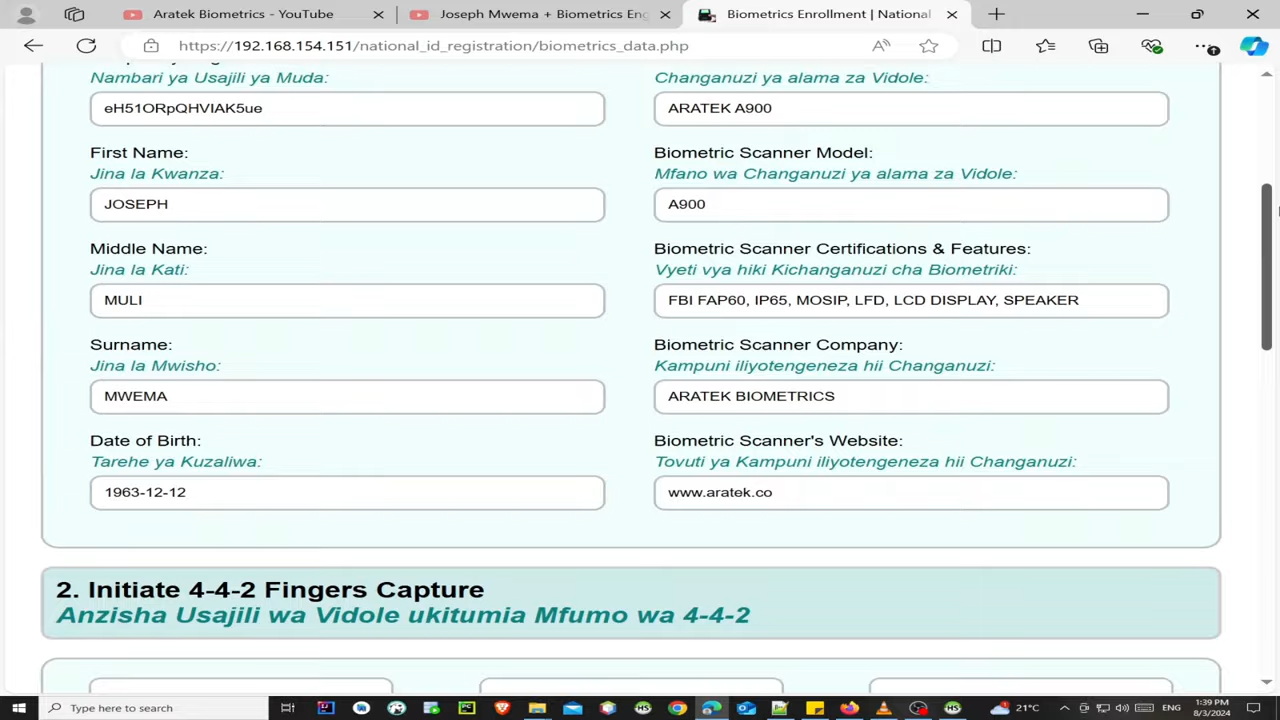 Aratek Biometrics - YouTube
Joseph Mwema + Biometrics Eng
Biometrics Enrollment | National
https://192.168.154.151/national_id_registration/biometrics_data.php
Nambari ya Usajili ya Muda:
eH51ORpQHVIAK5ue
First Name:
Jina la Kwanza:
JOSEPH
Middle Name:
Jina la Kati:
MULI
Surname:
Jina la Mwisho:
MWEMA
Date of Birth:
Tarehe ya Kuzaliwa:
1963-12-12
Changanuzi ya alama za Vidole:
ARATEK A900
Biometric Scanner Model:
Mfano wa Changanuzi ya alama za Vidole:
A900
Biometric Scanner Certifications & Features:
Vyeti vya hiki Kichanganuzi cha Biometriki:
FBI FAP60, IP65, MOSIP, LFD, LCD DISPLAY, SPEAKER
Biometric Scanner Company:
Kampuni iliyotengeneza hii Changanuzi:
ARATEK BIOMETRICS
Biometric Scanner's Website:
Tovuti ya Kampuni iliyotengeneza hii Changanuzi:
www.aratek.co
2. Initiate 4-4-2 Fingers Capture
Anzisha Usajili wa Vidole ukitumia Mfumo wa 4-4-2
Type here to search
21°C
ENG
1:39 PM
8/3/2024